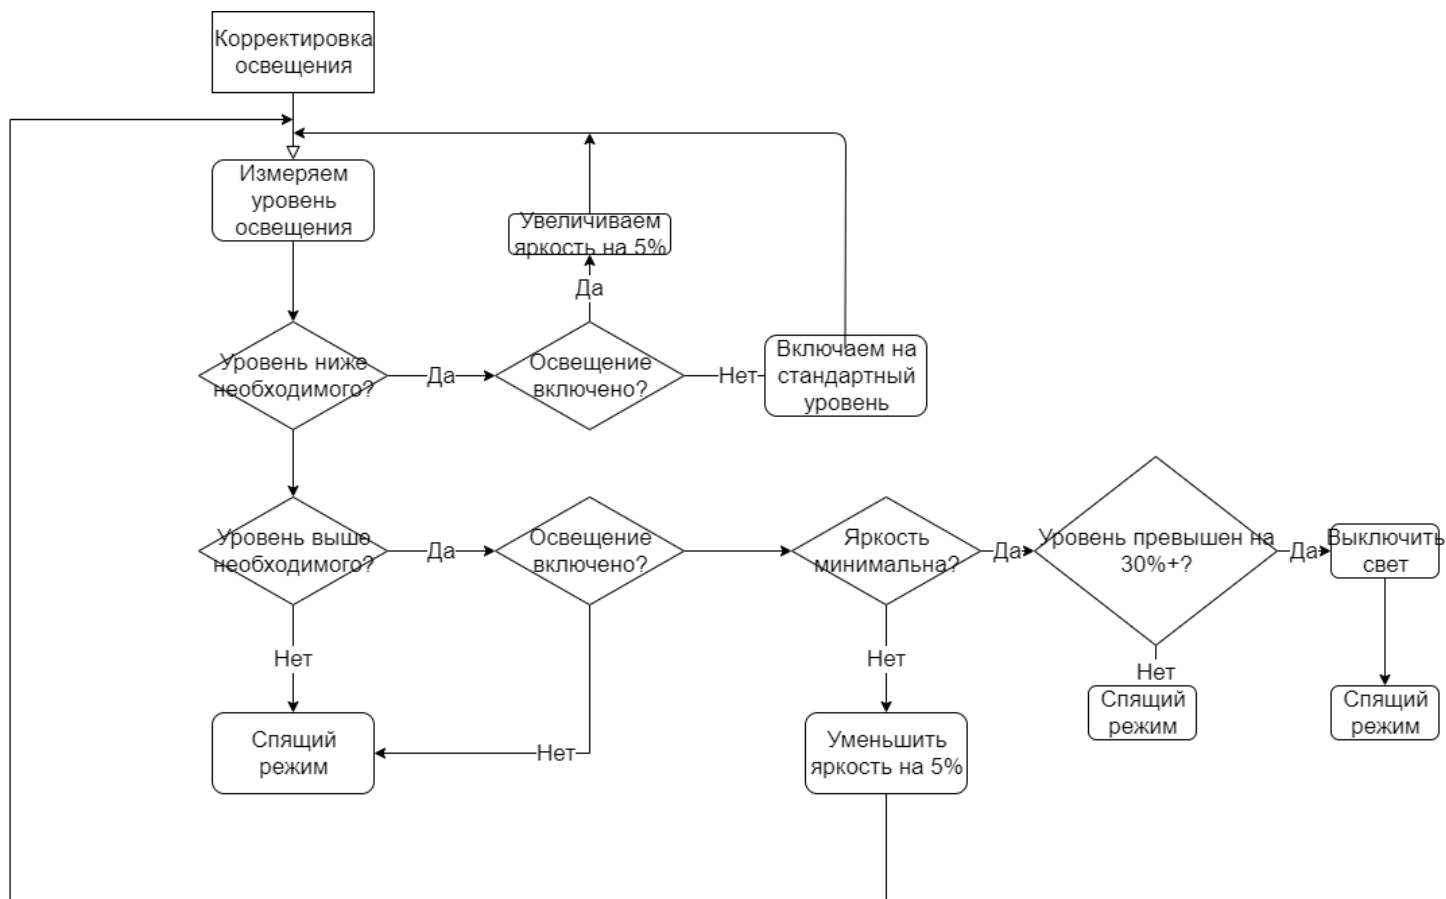 Корректировка
освещения
Измеряем
уровень
освещения
Увеличиваем
яркость на 5%
Да
Уровень ниже
необходимого?
Да
Освещение
включено?
Нет
Включаем на
стандартный
уровень
Уровень выше
необходимого?
Да
Освещение
включено?
Яркость
минимальна?
Да
Уровень превышен на
30%+?
Да
Выключить
свет
Нет
Нет
Нет
Спящий
режим
Спящий
режим
Спящий
режим
Нет
Уменьшить
яркость на 5%